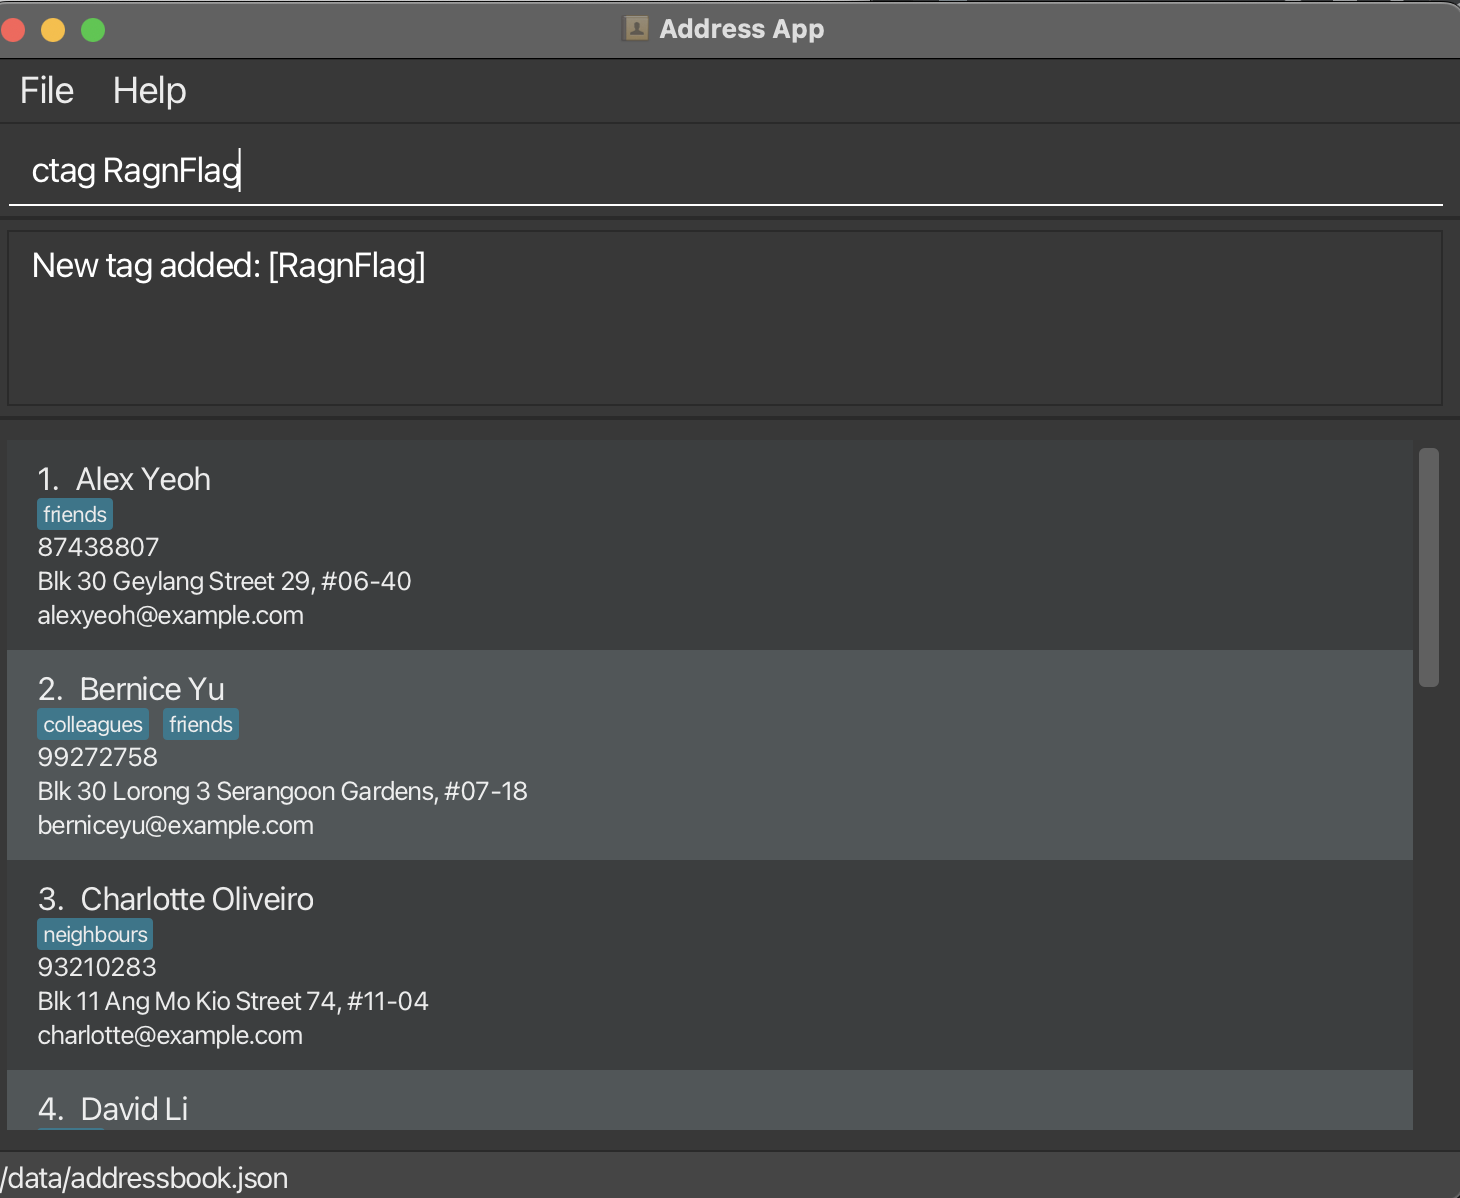 Address App
File Help
ctag RagnFlag
New tag added: [RagnFlag]
1. Alex Yeoh
friends
87438807
Blk 30 Geylang Street 29, #06-40
alexyeoh@example.com
2. Bernice Yu
colleagues friends
99272758
Blk 30 Lorong 3 Serangoon Gardens, #07-18
berniceyu@example.com
3. Charlotte Oliveiro
neighbours
93210283
Blk 11 Ang Mo Kio Street 74, #11-04
charlotte@example.com
4. David Li
/data/addressbook.json